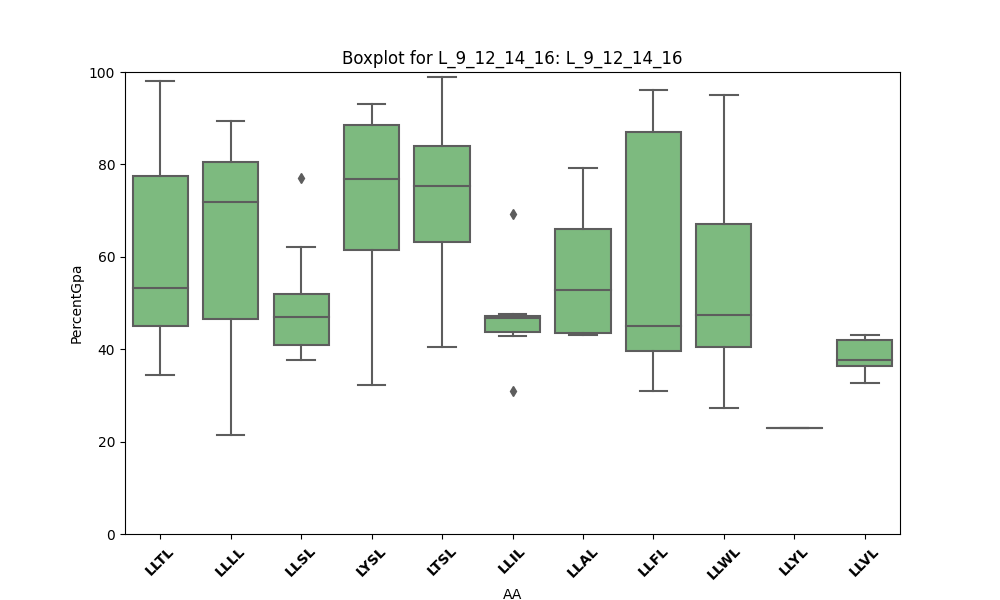 Boxplot for L_9_12_14_16: L_9_12_14_16
100
80
60
40
20
0
PercentGpa
LLTL LLLL LLSL LYSL LTSL LLIL LLAL LLFL LLWL LLYL LLVL
AA